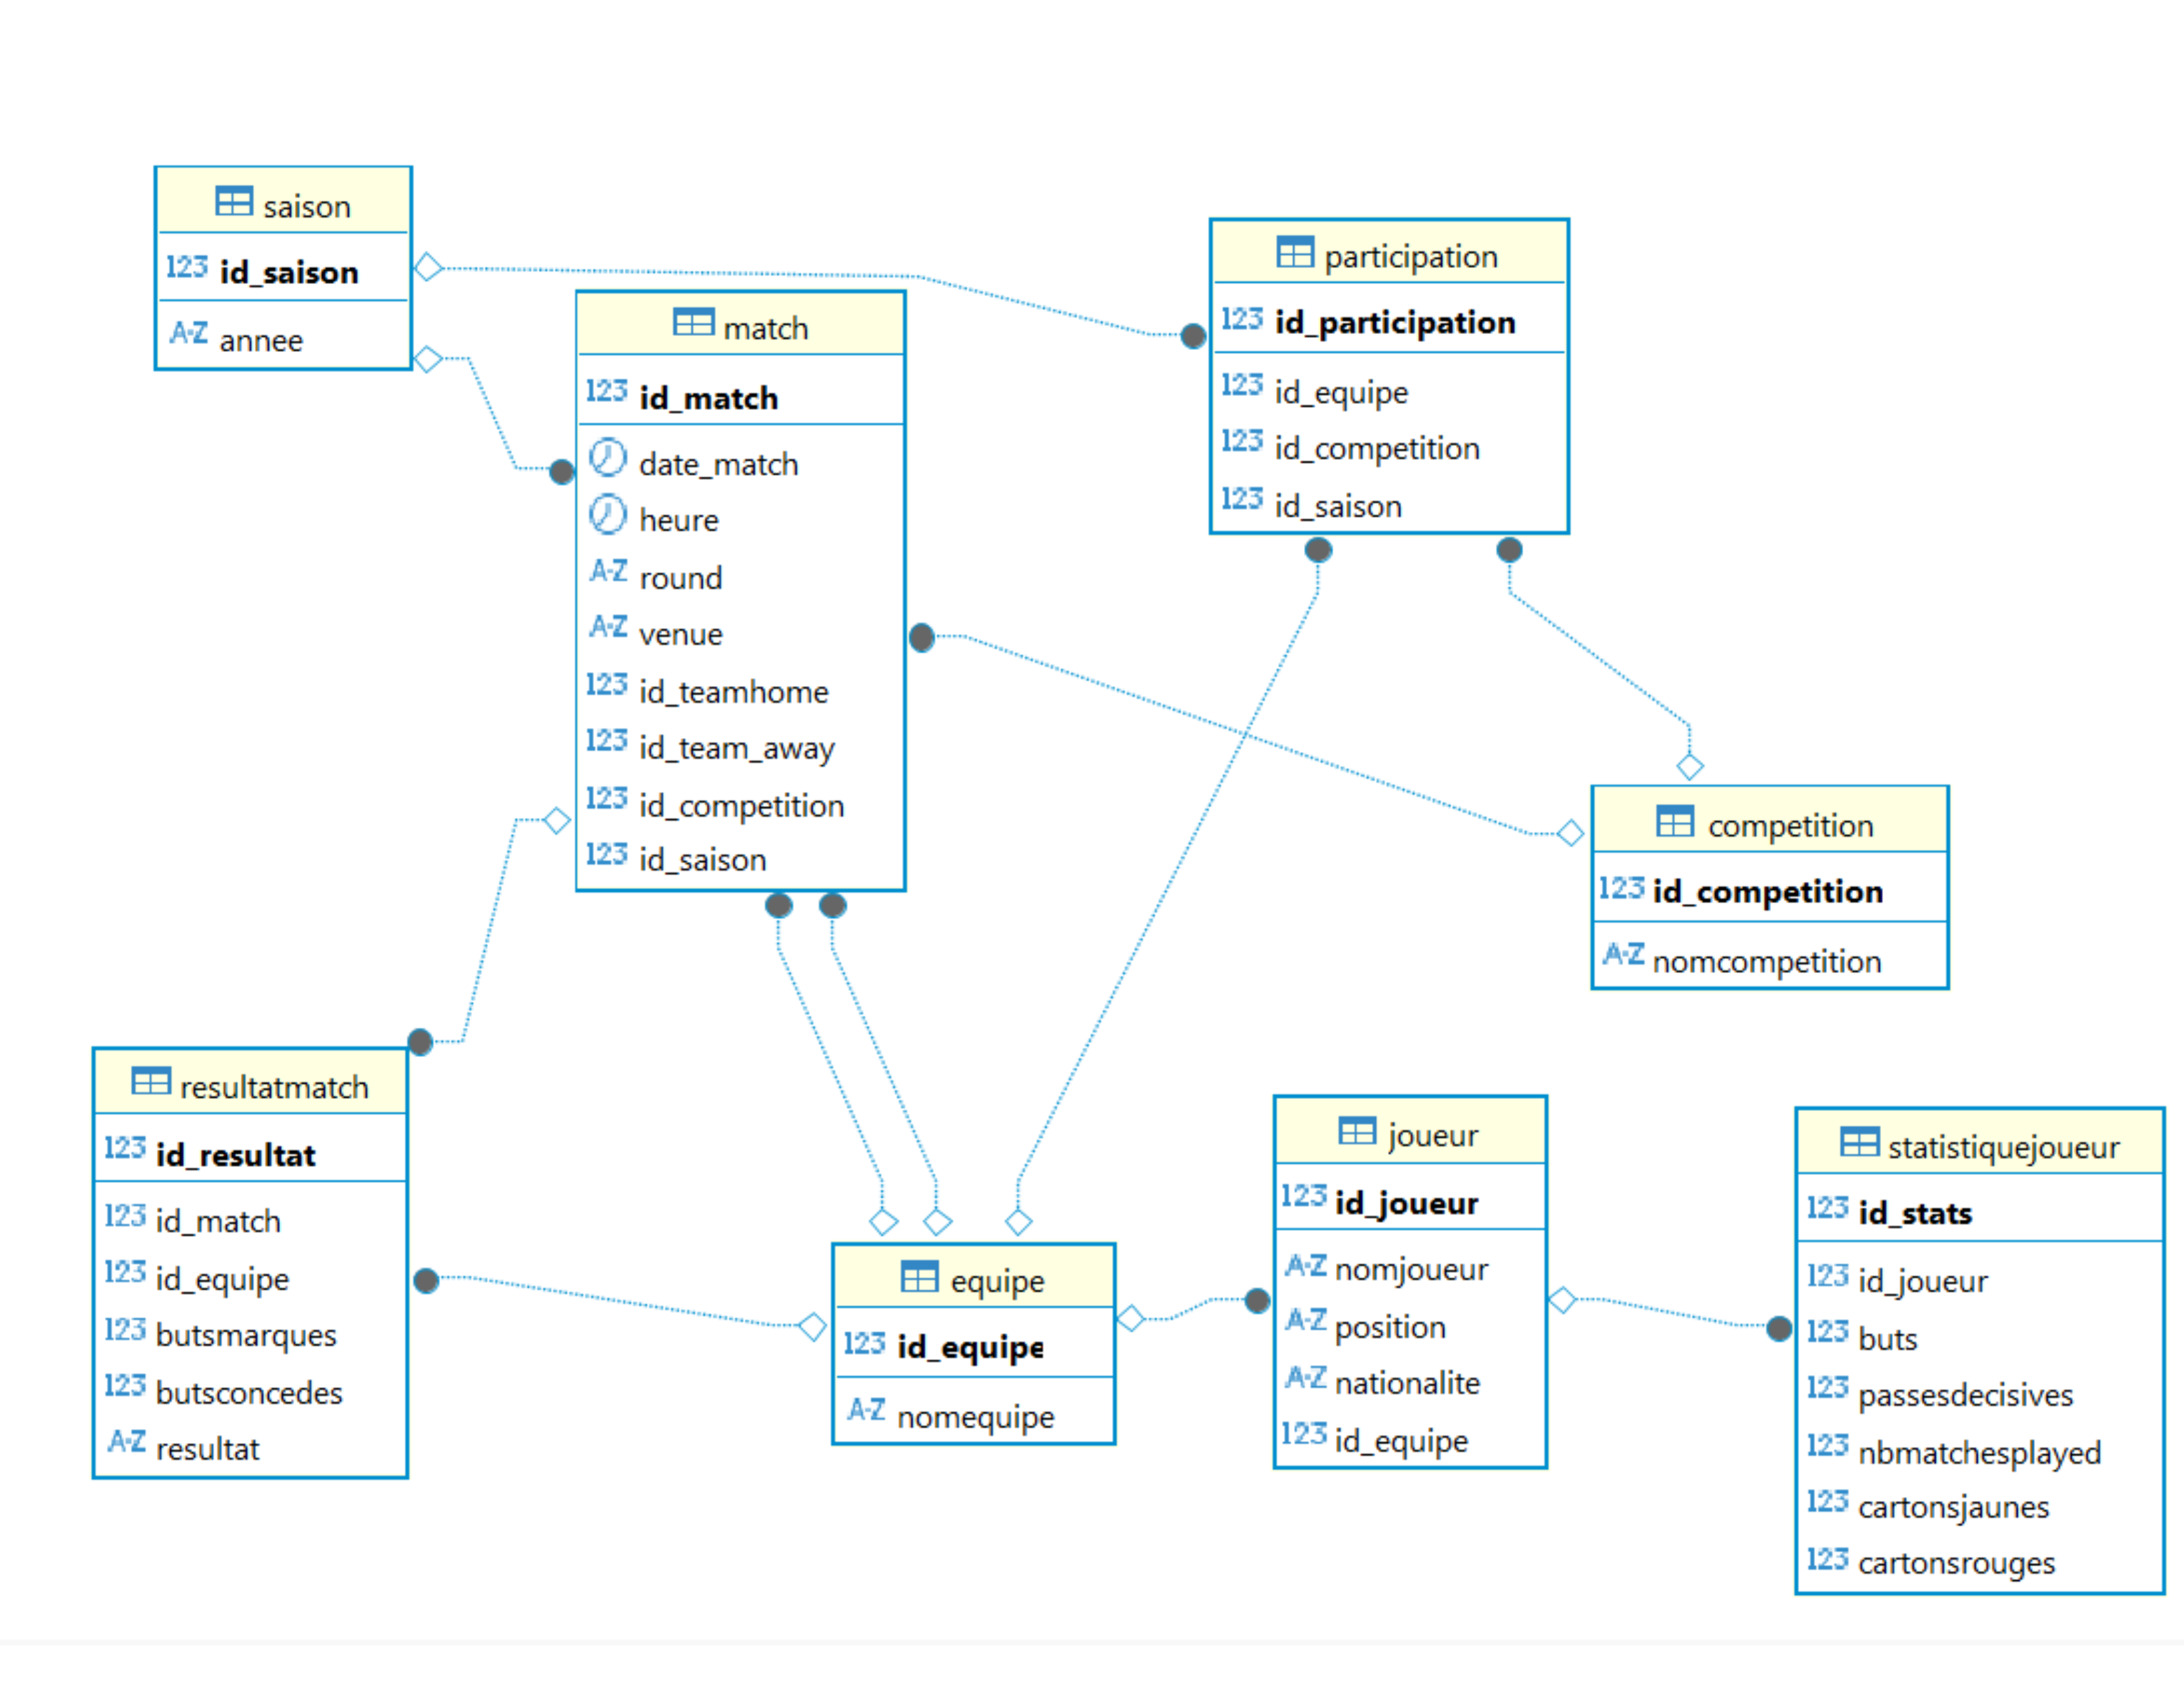 saison
123 id_saison
A-Z annee
match
123 id_match
date_match
heure
A-Z round
A-Z venue
123 id_teamhome
123 id_team_away
123 id_competition
123 id_saison
participation
123 id_participation
123 id_equipe
123 id_competition
123 id_saison
competition
123 id_competition
A-Z nomcompetition
resultatmatch
123 id_resultat
123 id_match
123 id_equipe
123 butsmarques
123 butsconcedes
A-Z resultat
equipe
123 id_equipe
A-Z nomequipe
joueur
123 id_joueur
A-Z nomjoueur
A-Z position
A-Z nationalite
123 id_equipe
statistiquejoueur
123 id_stats
123 id_joueur
123 buts
123 passesdecisives
123 nbmatchesplayed
123 cartonsjaunes
123 cartonsrouges